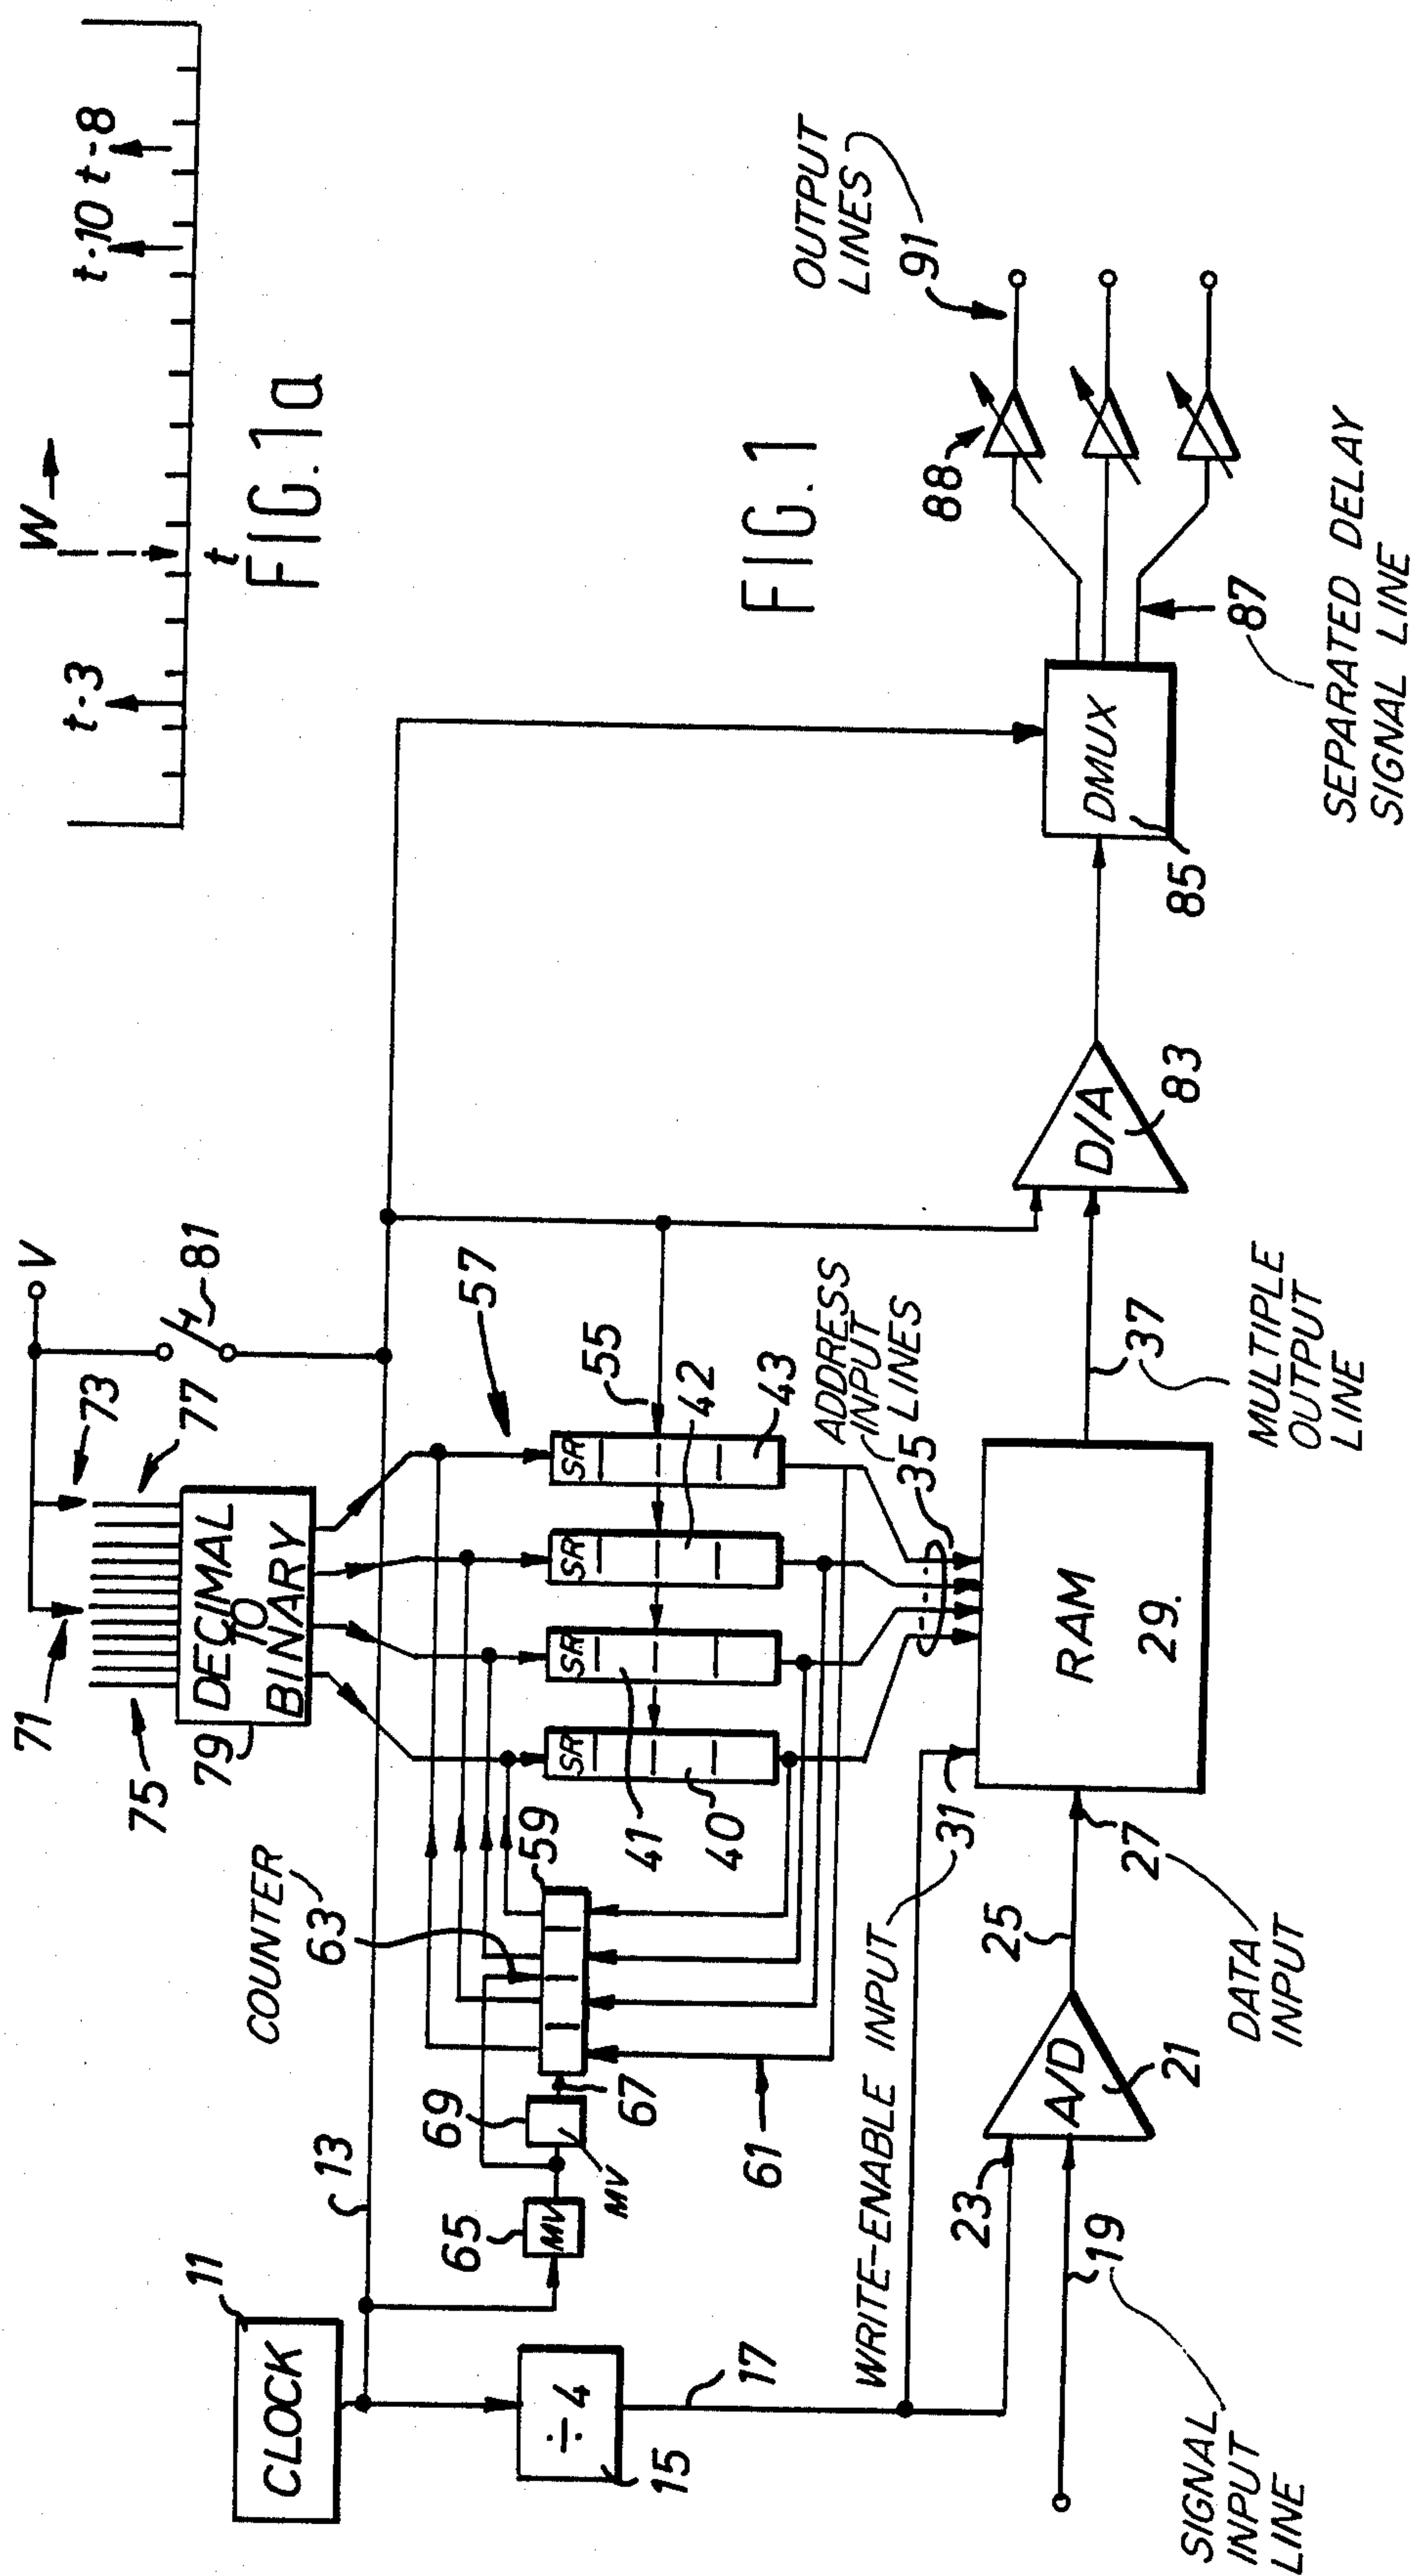 W
t-3
t
t-10
t-8
FIG.1a
FIG. 1
CLOCK
11
13
÷4
15
17
COUNTER
63
65
MV
69
MV
67
59
61
71
73
V
75
77
79
DECIMAL
TO
BINARY
81
57
55
SR
SR
SR
SR
41
40
42
43
ADDRESS
INPUT
LINES
35
WRITE-ENABLE INPUT
31
RAM
29.
SIGNAL
INPUT
LINE
19
23
A/D
21
25
27
DATA
INPUT
37
MULTIPLE
OUTPUT
LINE
D/A
83
DMUX
85
87
SEPARATED DELAY
SIGNAL LINE
88
91
OUTPUT
LINES